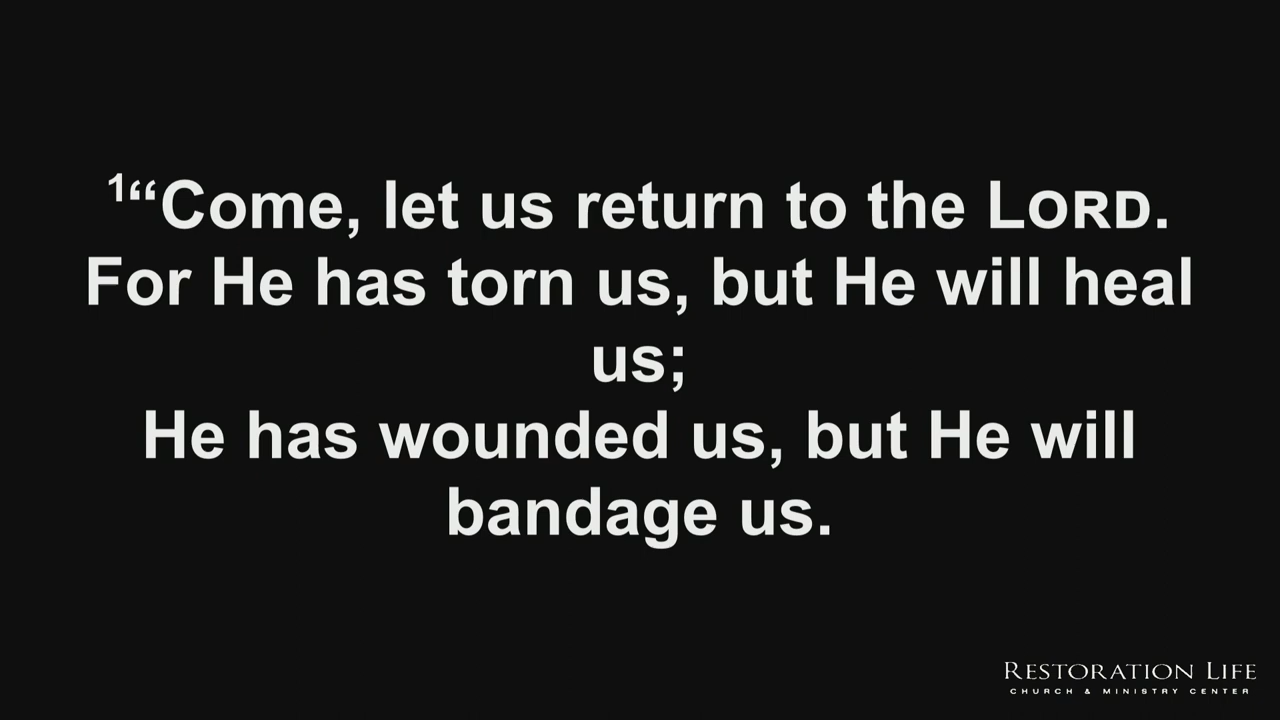 1“Come, let us return to the LORD.
For He has torn us, but He will heal
us;
He has wounded us, but He will
bandage us.
RESTORATION LIFE
CHURCH & MINISTRY CENTER